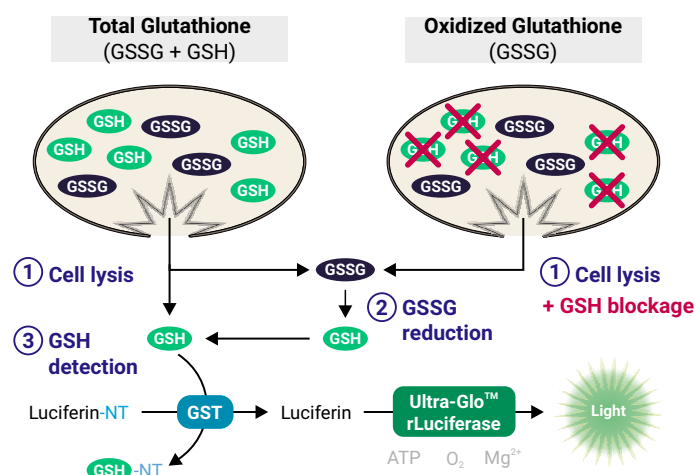 Total Glutathione
(GSSG + GSH)
Oxidized Glutathione
(GSSG)
GSH
GSSG
GSH
GSH
GSH
GSSG
GSSG
GSH
GSH
GSSG
GSH
GSH
GSH
GSSG
GSSG
GSH
1 Cell lysis
GSSG
1 Cell lysis
+ GSH blockage
2 GSSG
reduction
3 GSH
detection
GSH
GSH
Luciferin-NT
GST
Luciferin
Ultra-Glo™
rLuciferase
Light
ATP O₂ Mg²⁺
GSH-NT